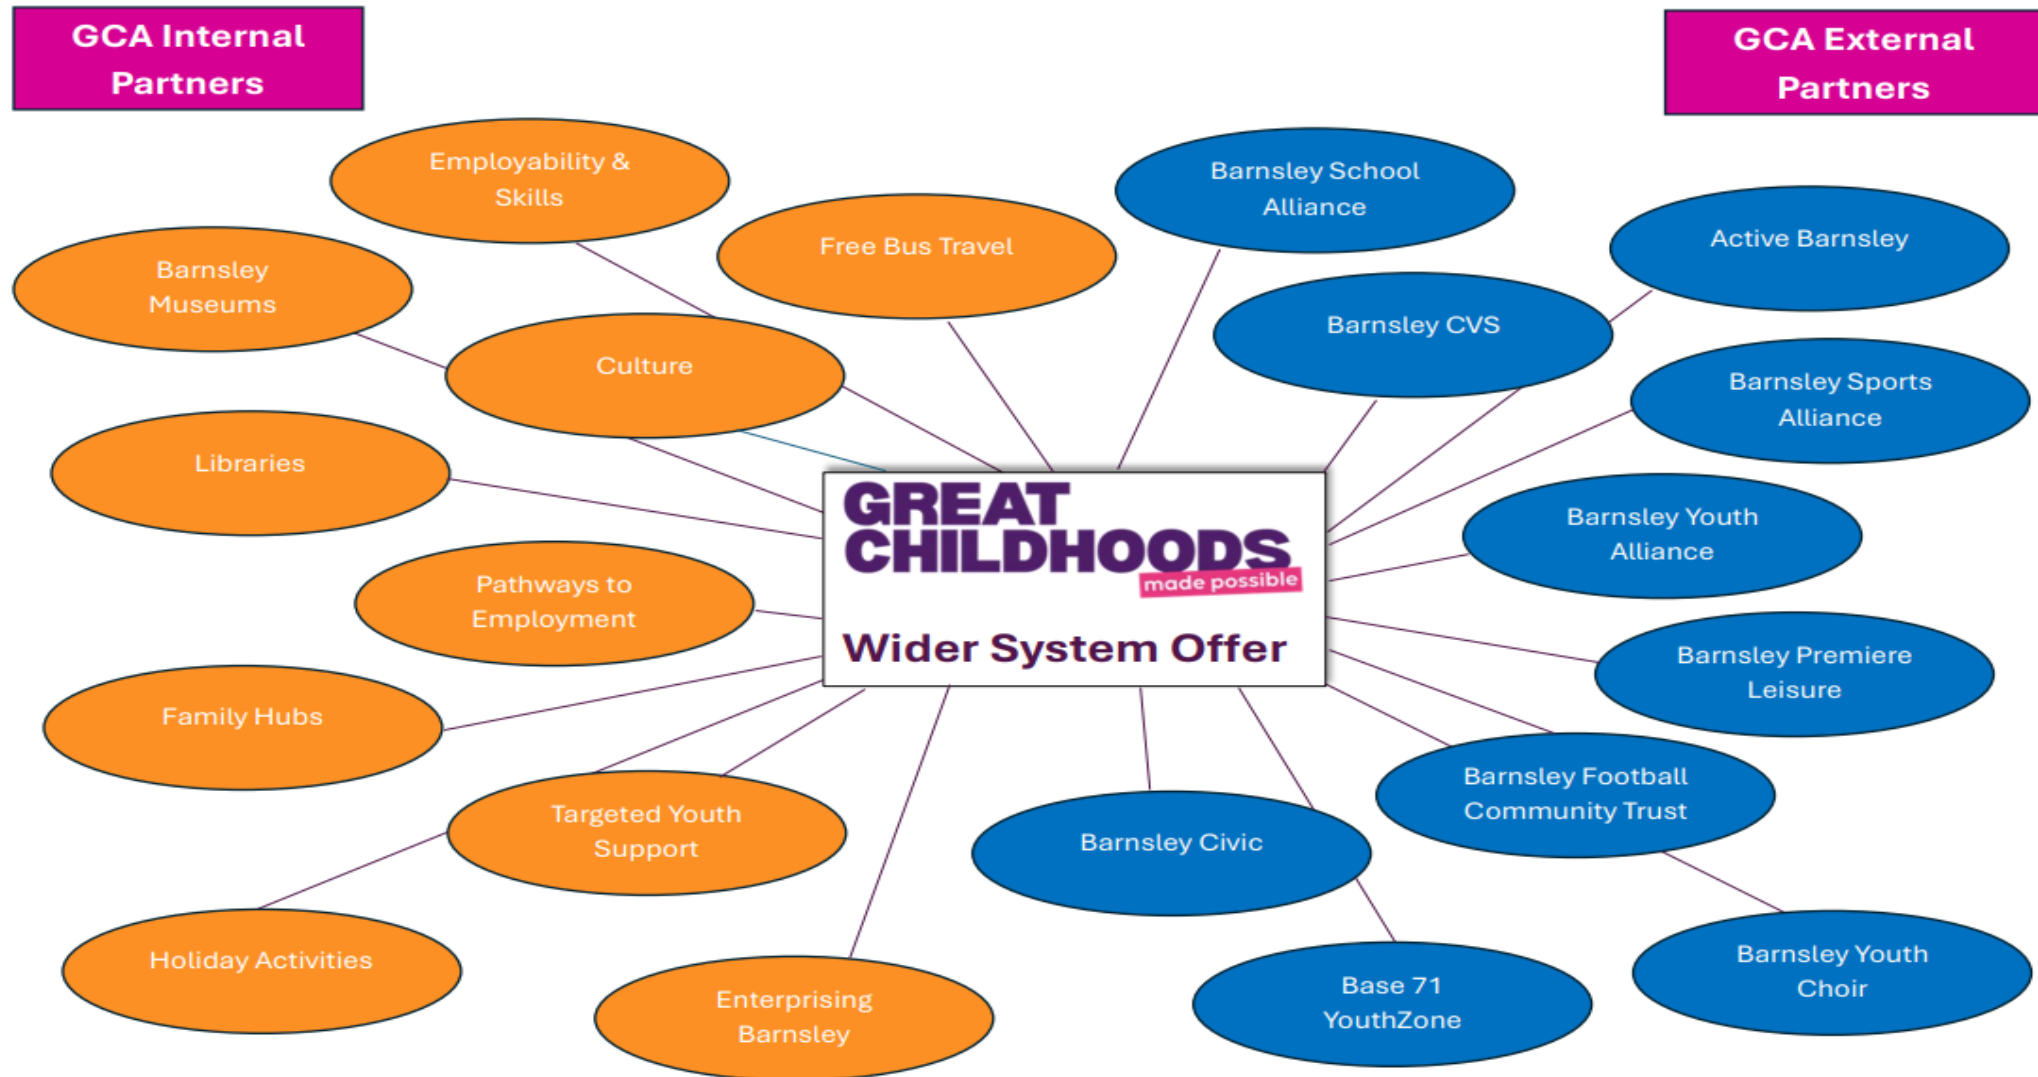 GCA Internal
Partners
GCA External
Partners
Employability &
Skills
Free Bus Travel
Barnsley
Museums
Culture
Libraries
Pathways to
Employment
Family Hubs
Targeted Youth
Support
Holiday Activities
Enterprising
Barnsley
GREAT
CHILDHOODS
made possible
Wider System Offer
Barnsley School
Alliance
Active Barnsley
Barnsley CVS
Barnsley Sports
Alliance
Barnsley Youth
Alliance
Barnsley Premiere
Leisure
Barnsley Football
Community Trust
Barnsley Civic
Base 71
YouthZone
Barnsley Youth
Choir